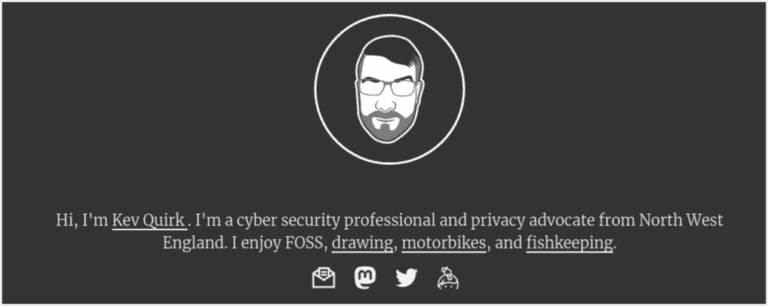 Hi, I'm Kev Quirk . I'm a cyber security professional and privacy advocate from North West
England. I enjoy FOSS, drawing, motorbikes, and fishkeeping.